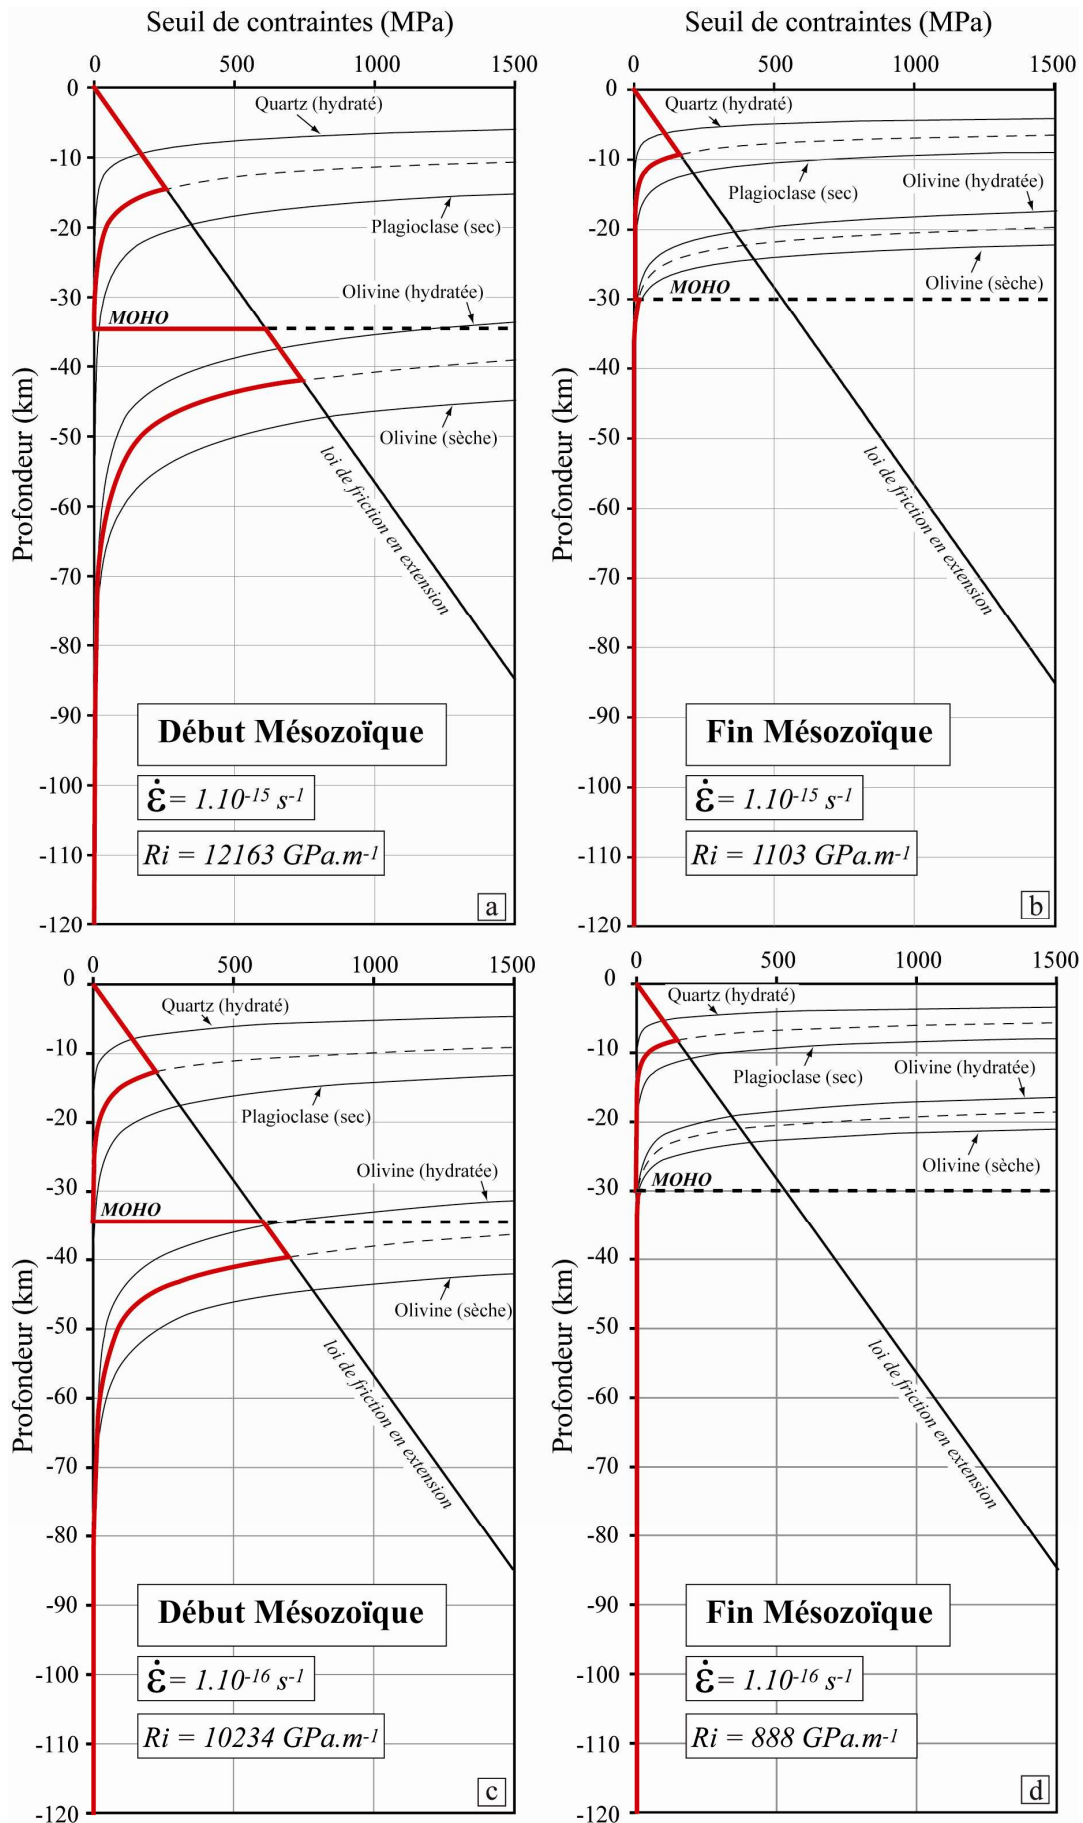 Seuil de contraintes (MPa)
0 500 1000 1500
0
-10
-20
-30
-40
-50
-60
-70
-80
-90
-100
-110
-120
Profondeur (km)
Quartz (hydraté)
Plagioclase (sec)
Olivine (hydratée)
MOHO
Olivine (sèche)
loi de friction en extension
Début Mésozoïque
ε̇ = 1.10-15 s-1
Ri = 12163 GPa.m-1
a
Seuil de contraintes (MPa)
0 500 1000 1500
0
-10
-20
-30
-40
-50
-60
-70
-80
-90
-100
-110
-120
Profondeur (km)
Quartz (hydraté)
Plagioclase (sec)
Olivine (hydratée)
Olivine (sèche)
MOHO
loi de friction en extension
Fin Mésozoïque
ε̇ = 1.10-15 s-1
Ri = 1103 GPa.m-1
b
0 500 1000 1500
0
-10
-20
-30
-40
-50
-60
-70
-80
-90
-100
-110
-120
Profondeur (km)
Quartz (hydraté)
Plagioclase (sec)
Olivine (hydratée)
MOHO
Olivine (sèche)
loi de friction en extension
Début Mésozoïque
ε̇ = 1.10-16 s-1
Ri = 10234 GPa.m-1
c
0 500 1000 1500
0
-10
-20
-30
-40
-50
-60
-70
-80
-90
-100
-110
-120
Profondeur (km)
Quartz (hydraté)
Plagioclase (sec)
Olivine (hydratée)
Olivine (sèche)
MOHO
loi de friction en extension
Fin Mésozoïque
ε̇ = 1.10-16 s-1
Ri = 888 GPa.m-1
d